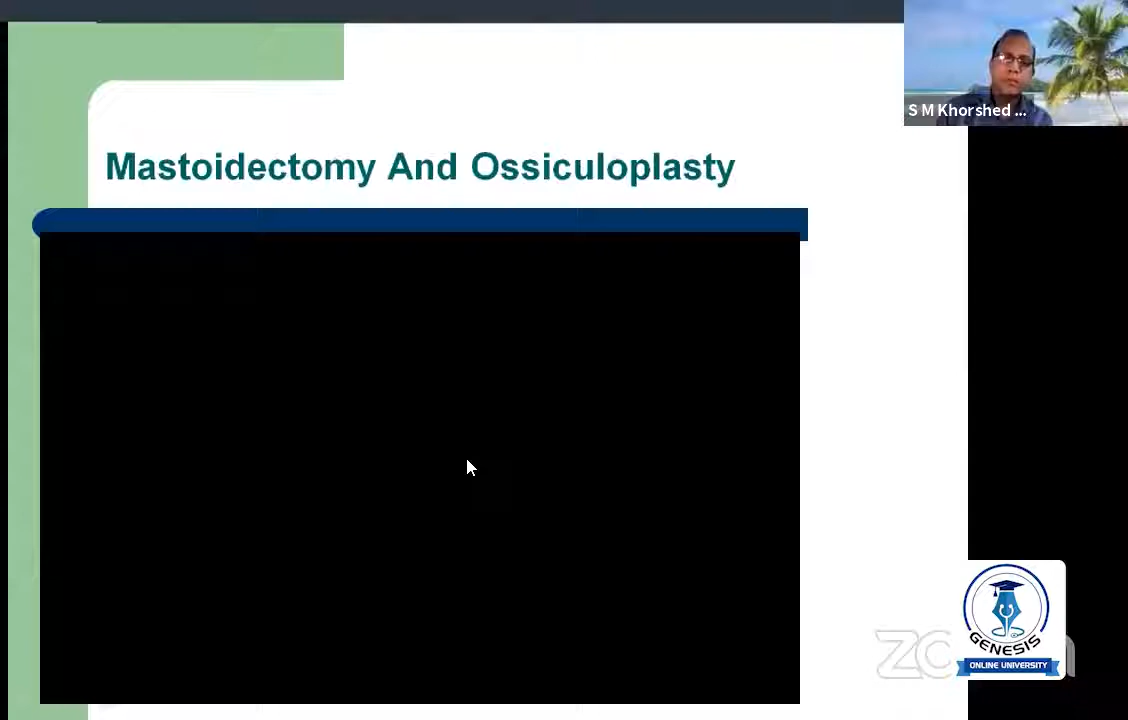 S M Khorshed ...
Mastoidectomy And Ossiculoplasty
GENESIS
ONLINE UNIVERSITY